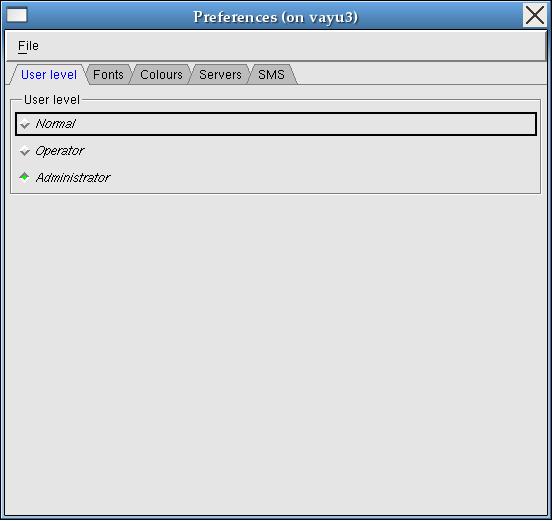 Preferences (on vayu3)
File
User level Fonts Colours Servers SMS
User level
Normal
Operator
Administrator